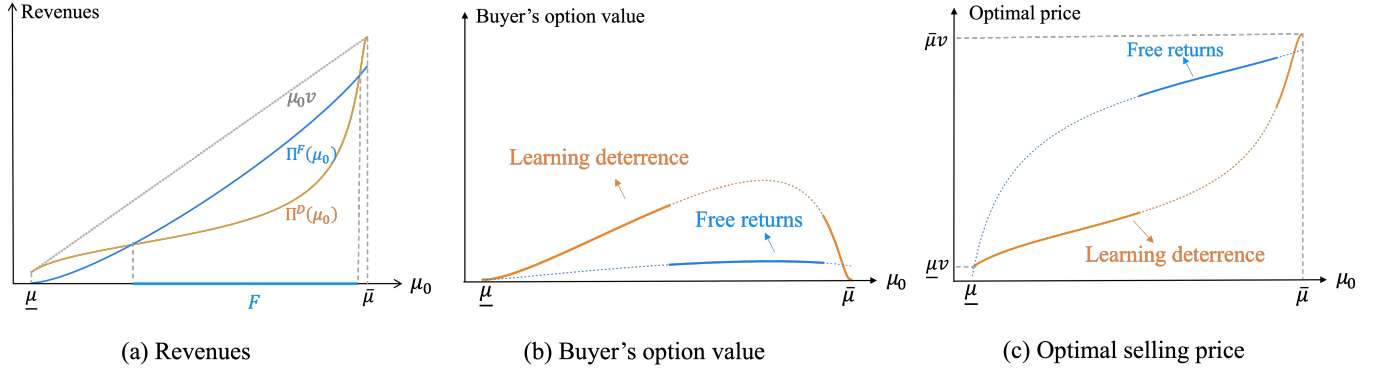 Revenues
μ₀v
Π^F(μ₀)
Π^D(μ₀)
μ̲
F
μ̄
μ₀
(a) Revenues
Buyer's option value
Learning deterrence
Free returns
μ̲
μ̄
μ₀
(b) Buyer's option value
Optimal price
μ̄v
Free returns
Learning deterrence
μ̲v
μ̲
μ̄
μ₀
(c) Optimal selling price